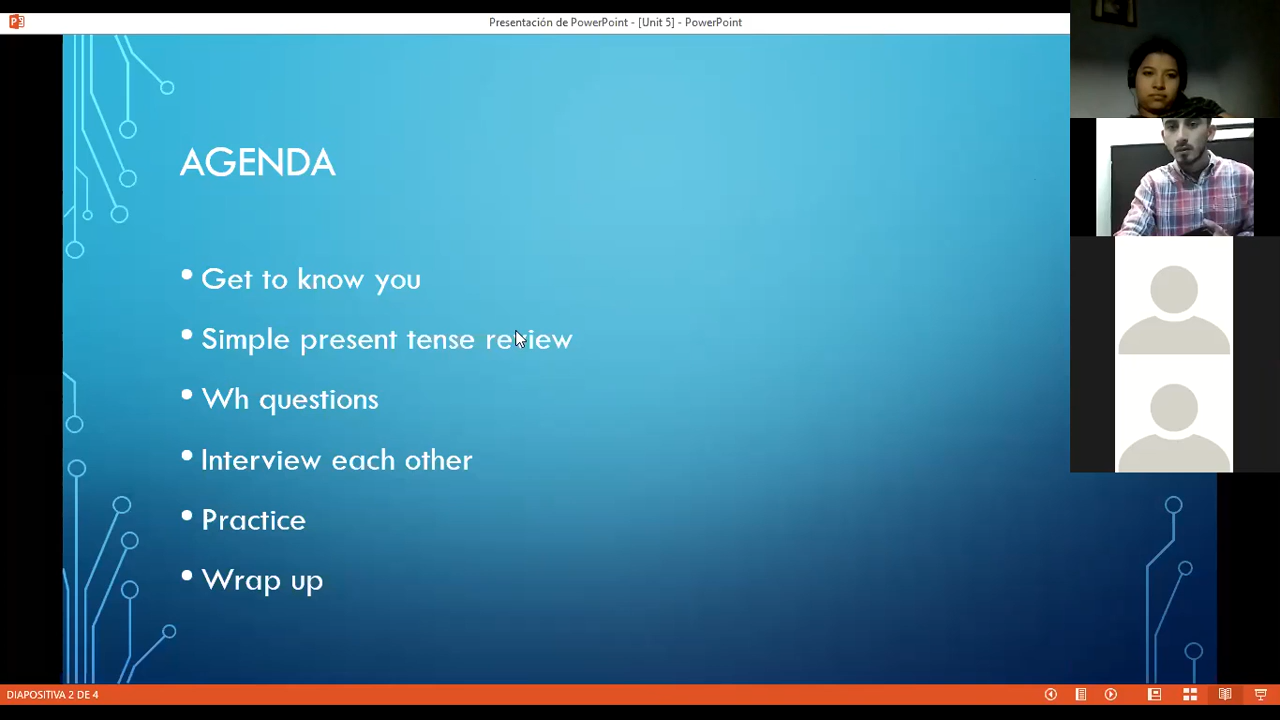 Presentación de PowerPoint - [Unit 5] - PowerPoint
AGENDA
• Get to know you
• Simple present tense review
• Wh questions
• Interview each other
• Practice
• Wrap up
DIAPOSITIVA 2 DE 4